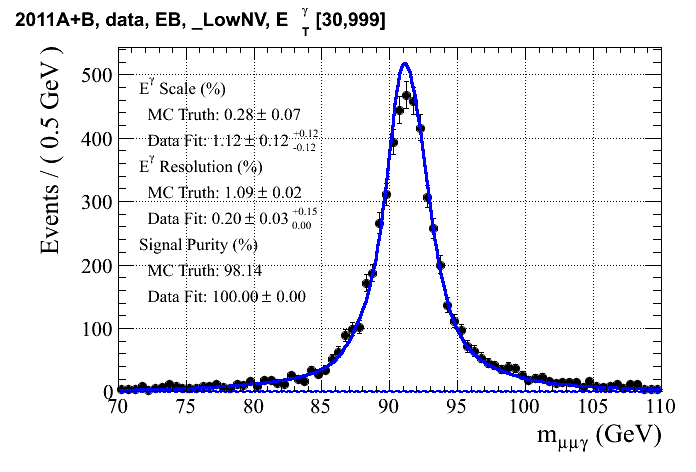 2011A+B, data, EB, _LowNV, E γ T [30,999]
Events / ( 0.5 GeV )
500
400
300
200
100
0
E^γ Scale (%)
MC Truth: 0.28 ± 0.07
Data Fit: 1.12 ± 0.12 +0.12 -0.12
E^γ Resolution (%)
MC Truth: 1.09 ± 0.02
Data Fit: 0.20 ± 0.03 +0.15 0.00
Signal Purity (%)
MC Truth: 98.14
Data Fit: 100.00 ± 0.00
70 75 80 85 90 95 100 105 110
m_μμγ (GeV)